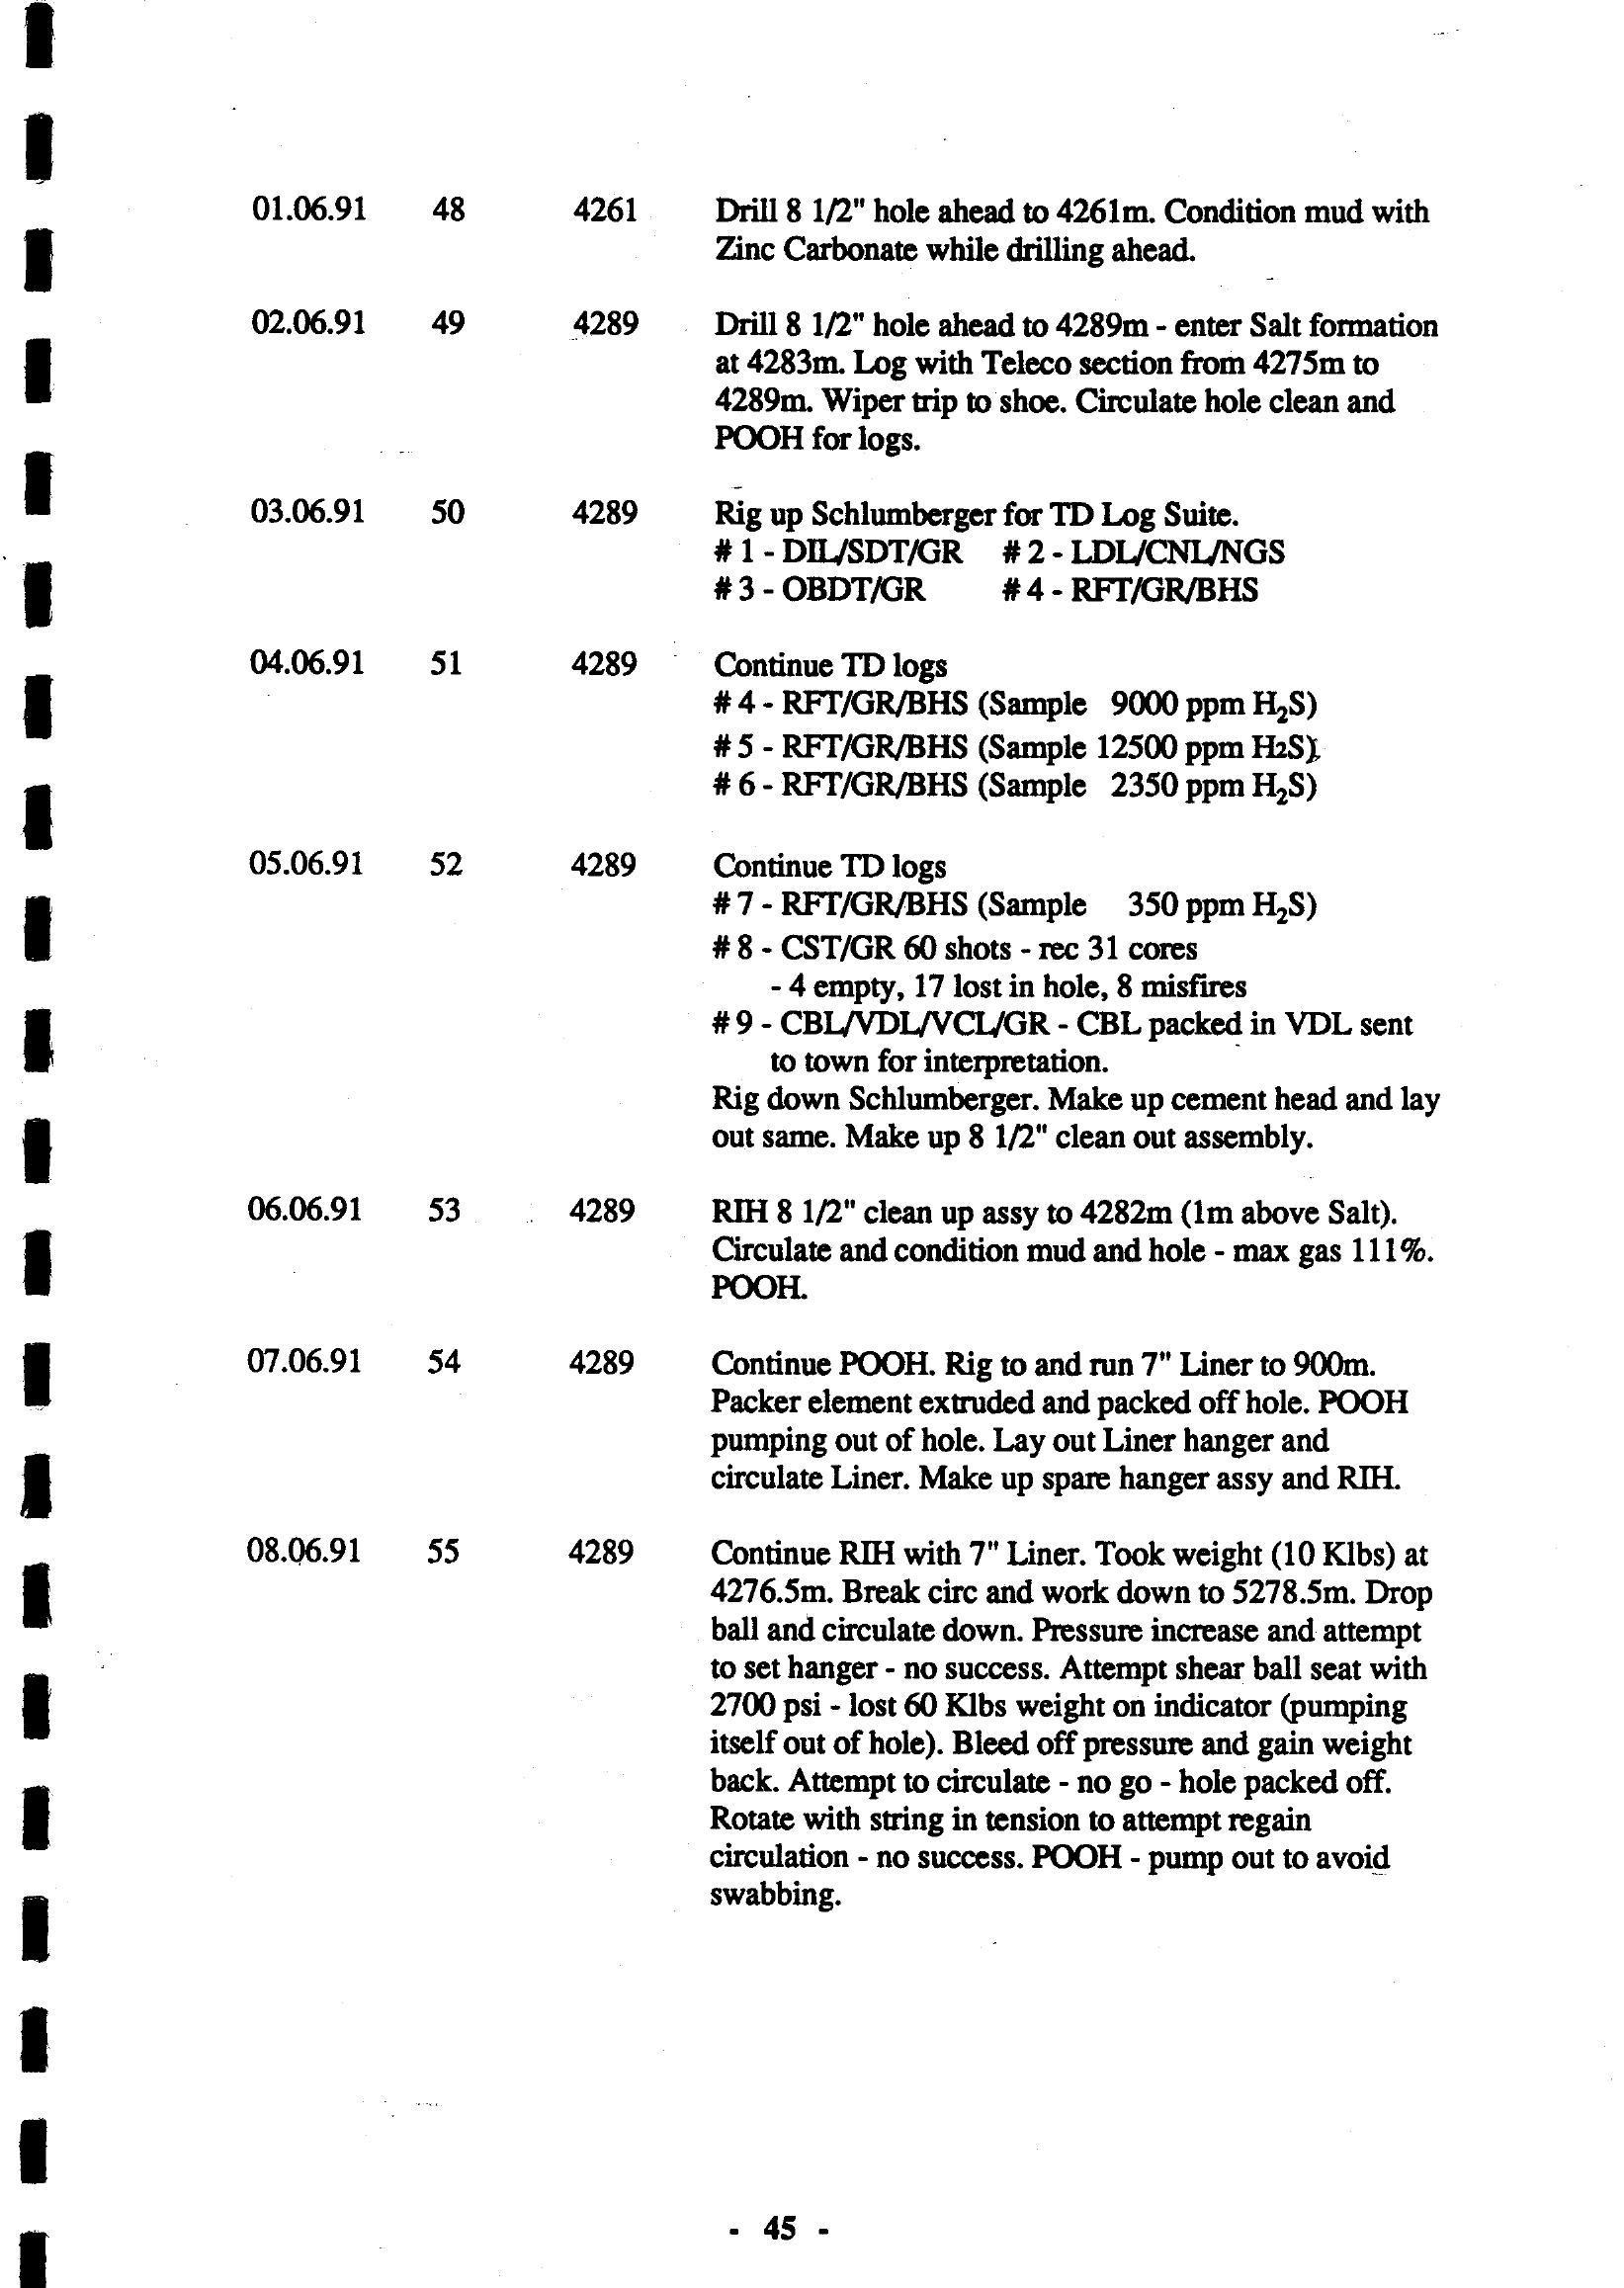 01.06.91 48 4261 Drill 8 1/2" hole ahead to 4261m. Condition mud with
Zinc Carbonate while drilling ahead.
02.06.91 49 4289 Drill 8 1/2" hole ahead to 4289m - enter Salt formation
at 4283m. Log with Teleco section from 4275m to
4289m. Wiper trip to shoe. Circulate hole clean and
POOH for logs.
03.06.91 50 4289 Rig up Schlumberger for TD Log Suite.
# 1 - DIL/SDT/GR # 2 - LDL/CNL/NGS
# 3 - OBDT/GR # 4 - RFT/GR/BHS
04.06.91 51 4289 Continue TD logs
# 4 - RFT/GR/BHS (Sample 9000 ppm H₂S)
# 5 - RFT/GR/BHS (Sample 12500 ppm H2S)
# 6 - RFT/GR/BHS (Sample 2350 ppm H₂S)
05.06.91 52 4289 Continue TD logs
# 7 - RFT/GR/BHS (Sample 350 ppm H₂S)
# 8 - CST/GR 60 shots - rec 31 cores
- 4 empty, 17 lost in hole, 8 misfires
# 9 - CBL/VDL/VCL/GR - CBL packed in VDL sent
to town for interpretation.
Rig down Schlumberger. Make up cement head and lay
out same. Make up 8 1/2" clean out assembly.
06.06.91 53 4289 RIH 8 1/2" clean up assy to 4282m (1m above Salt).
Circulate and condition mud and hole - max gas 111%.
POOH.
07.06.91 54 4289 Continue POOH. Rig to and run 7" Liner to 900m.
Packer element extruded and packed off hole. POOH
pumping out of hole. Lay out Liner hanger and
circulate Liner. Make up spare hanger assy and RIH.
08.06.91 55 4289 Continue RIH with 7" Liner. Took weight (10 Klbs) at
4276.5m. Break circ and work down to 5278.5m. Drop
ball and circulate down. Pressure increase and attempt
to set hanger - no success. Attempt shear ball seat with
2700 psi - lost 60 Klbs weight on indicator (pumping
itself out of hole). Bleed off pressure and gain weight
back. Attempt to circulate - no go - hole packed off.
Rotate with string in tension to attempt regain
circulation - no success. POOH - pump out to avoid
swabbing.
- 45 -